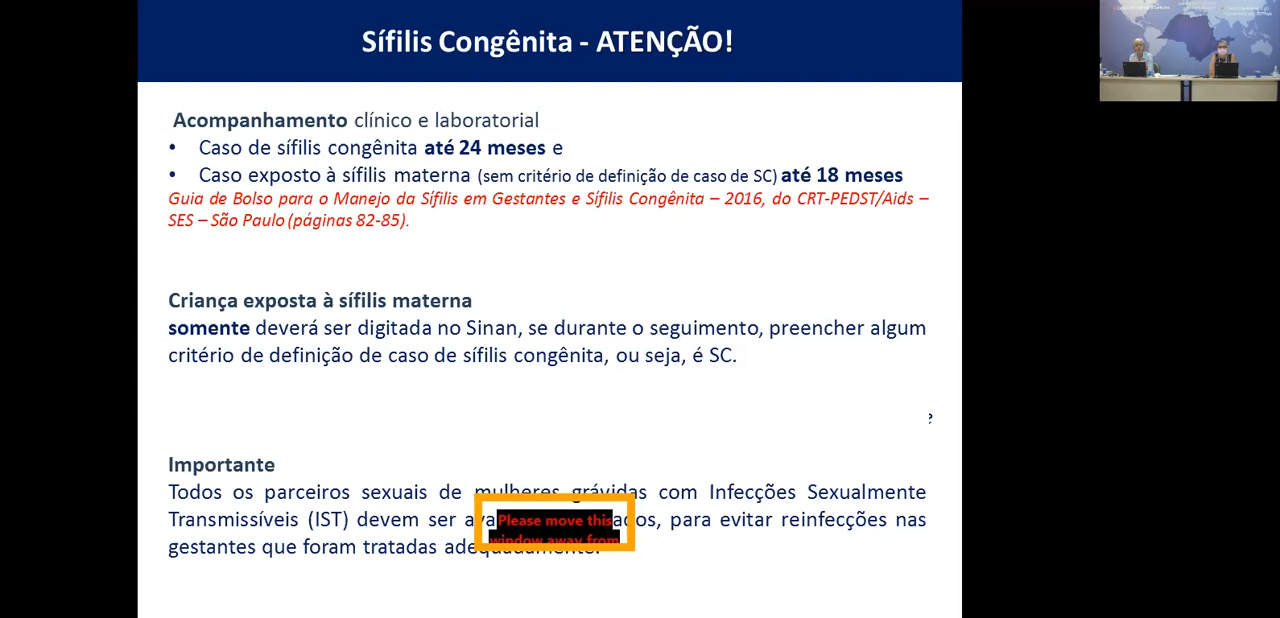 Sífilis Congênita - ATENÇÃO!
Acompanhamento clínico e laboratorial
• Caso de sífilis congênita até 24 meses e
• Caso exposto à sífilis materna (sem critério de definição de caso de SC) até 18 meses
Guia de Bolso para o Manejo da Sífilis em Gestantes e Sífilis Congênita – 2016, do CRT-PEDST/Aids –
SES – São Paulo (páginas 82-85).
Criança exposta à sífilis materna
somente deverá ser digitada no Sinan, se durante o seguimento, preencher algum
critério de definição de caso de sífilis congênita, ou seja, é SC.
Importante
Todos os parceiros sexuais de mulheres grávidas com Infecções Sexualmente
Transmissíveis (IST) devem ser para evitar reinfecções nas
gestantes que foram tratadas adequadamente.
Please move this
window away from